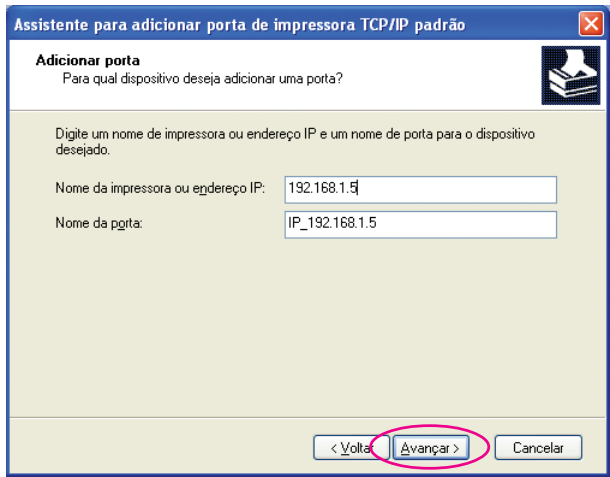 Assistente para adicionar porta de impressora TCP/IP padrão
Adicionar porta
Para qual dispositivo deseja adicionar uma porta?
Digite um nome de impressora ou endereço IP e um nome de porta para o dispositivo
desejado.
Nome da impressora ou endereço IP: 192.168.1.5
Nome da porta: IP_192.168.1.5
< Voltar Avançar > Cancelar